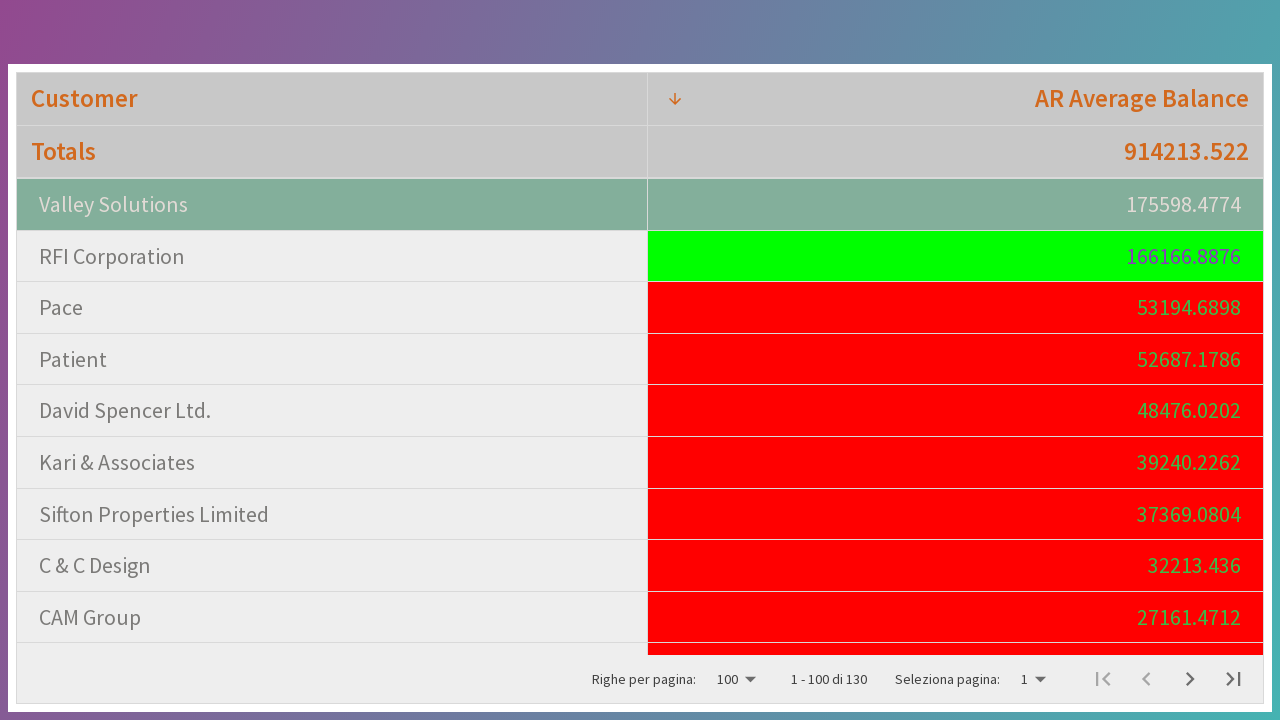 Customer AR Average Balance
Totals 914213.522
Valley Solutions 175598.4774
RFI Corporation 166166.8876
Pace 53194.6898
Patient 52687.1786
David Spencer Ltd. 48476.0202
Kari & Associates 39240.2262
Sifton Properties Limited 37369.0804
C & C Design 32213.436
CAM Group 27161.4712
Righe per pagina: 100 1 - 100 di 130 Seleziona pagina: 1